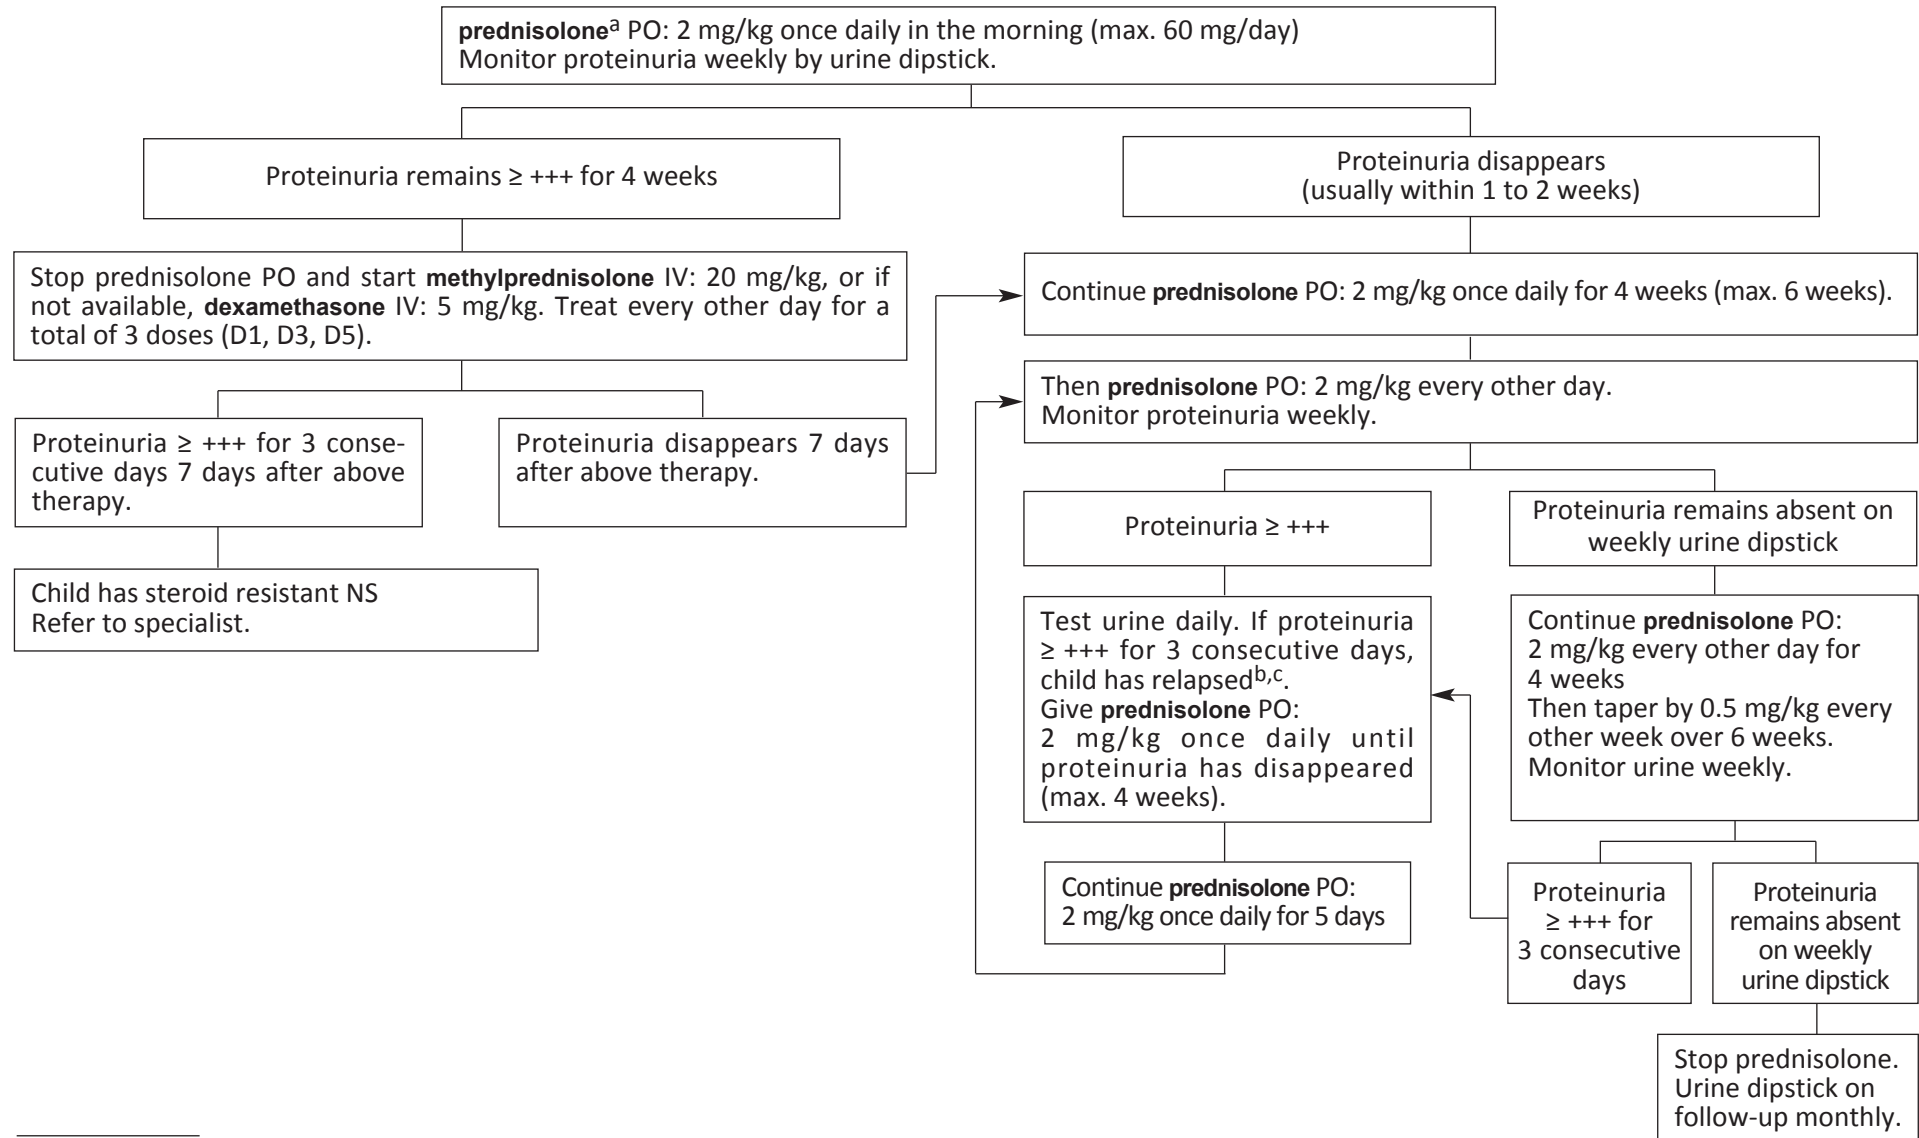 prednisoloneᵃ PO: 2 mg/kg once daily in the morning (max. 60 mg/day)
Monitor proteinuria weekly by urine dipstick.
Proteinuria remains ≥ +++ for 4 weeks
Proteinuria disappears
(usually within 1 to 2 weeks)
Stop prednisolone PO and start methylprednisolone IV: 20 mg/kg, or if
not available, dexamethasone IV: 5 mg/kg. Treat every other day for a
total of 3 doses (D1, D3, D5).
Continue prednisolone PO: 2 mg/kg once daily for 4 weeks (max. 6 weeks).
Then prednisolone PO: 2 mg/kg every other day.
Monitor proteinuria weekly.
Proteinuria ≥ +++ for 3 conse-
cutive days 7 days after above
therapy.
Proteinuria disappears 7 days
after above therapy.
Child has steroid resistant NS
Refer to specialist.
Proteinuria ≥ +++
Proteinuria remains absent on
weekly urine dipstick
Test urine daily. If proteinuria
≥ +++ for 3 consecutive days,
child has relapsedᵇ,ᶜ.
Give prednisolone PO:
2 mg/kg once daily until
proteinuria has disappeared
(max. 4 weeks).
Continue prednisolone PO:
2 mg/kg every other day for
4 weeks
Then taper by 0.5 mg/kg every
other week over 6 weeks.
Monitor urine weekly.
Continue prednisolone PO:
2 mg/kg once daily for 5 days
Proteinuria
≥ +++ for
3 consecutive
days
Proteinuria
remains absent
on weekly
urine dipstick
Stop prednisolone.
Urine dipstick on
follow-up monthly.